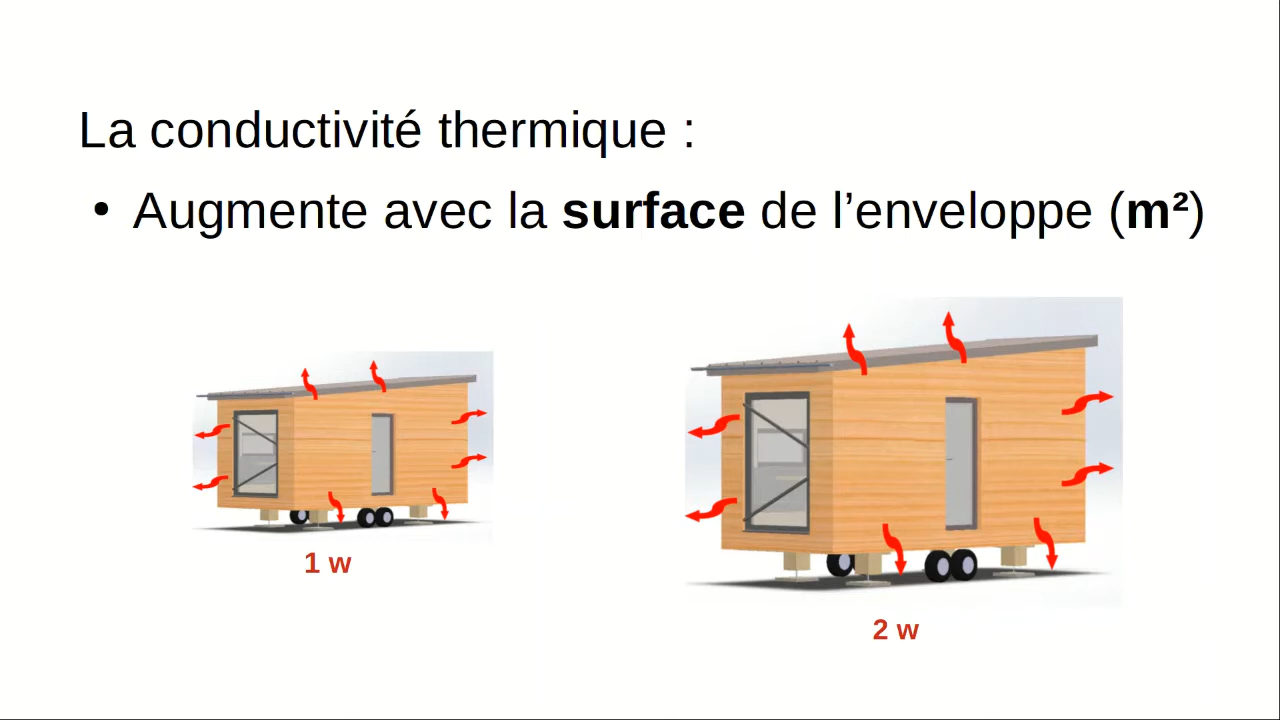 La conductivité thermique :
• Augmente avec la surface de l’enveloppe (m²)
1 w
2 w